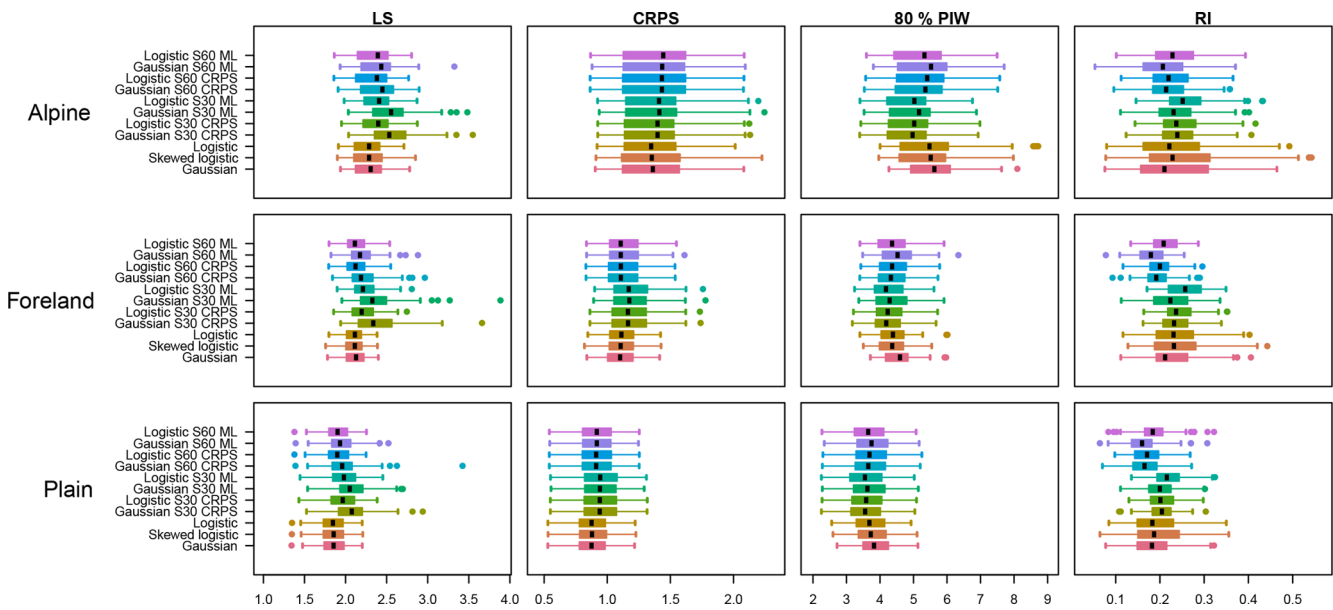 LS CRPS 80 % PIW RI
Alpine
Logistic S60 ML
Gaussian S60 ML
Logistic S60 CRPS
Gaussian S60 CRPS
Logistic S30 ML
Gaussian S30 ML
Logistic S30 CRPS
Gaussian S30 CRPS
Logistic
Skewed logistic
Gaussian
Foreland
Logistic S60 ML
Gaussian S60 ML
Logistic S60 CRPS
Gaussian S60 CRPS
Logistic S30 ML
Gaussian S30 ML
Logistic S30 CRPS
Gaussian S30 CRPS
Logistic
Skewed logistic
Gaussian
Plain
Logistic S60 ML
Gaussian S60 ML
Logistic S60 CRPS
Gaussian S60 CRPS
Logistic S30 ML
Gaussian S30 ML
Logistic S30 CRPS
Gaussian S30 CRPS
Logistic
Skewed logistic
Gaussian
1.0 1.5 2.0 2.5 3.0 3.5 4.0 0.5 1.0 1.5 2.0 2 3 4 5 6 7 8 9 0.1 0.2 0.3 0.4 0.5